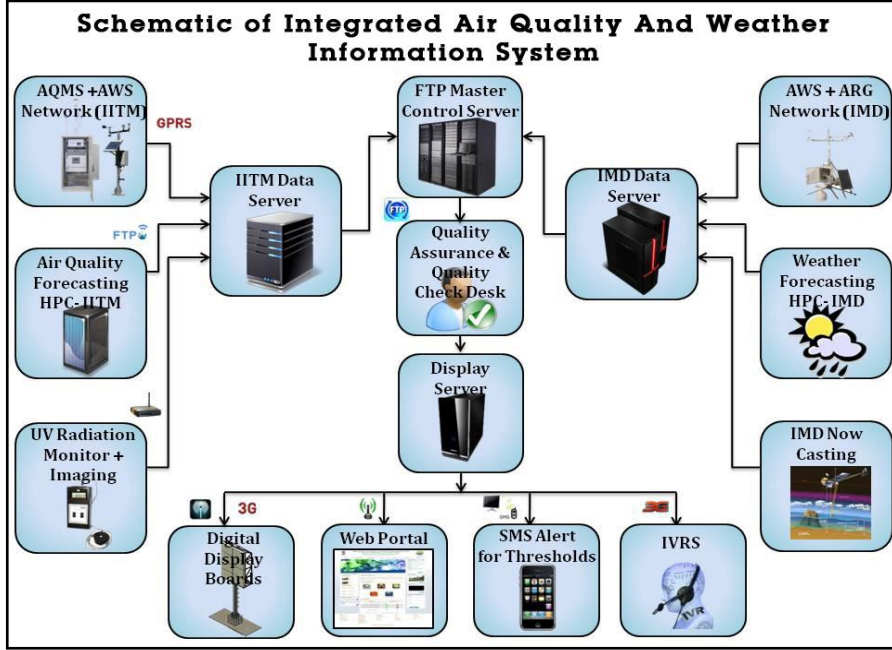 Schematic of Integrated Air Quality And Weather
Information System
AQMS +AWS
Network (IITM)
GPRS
FTP Master
Control Server
AWS + ARG
Network (IMD)
IITM Data
Server
IMD Data
Server
FTP
FTP
Air Quality
Forecasting
HPC- IITM
Quality
Assurance &
Quality
Check Desk
Weather
Forecasting
HPC- IMD
Display
Server
UV Radiation
Monitor +
Imaging
IMD Now
Casting
3G
SMS
3G
Digital
Display
Boards
Web Portal
SMS Alert
for Thresholds
IVRS
IVR